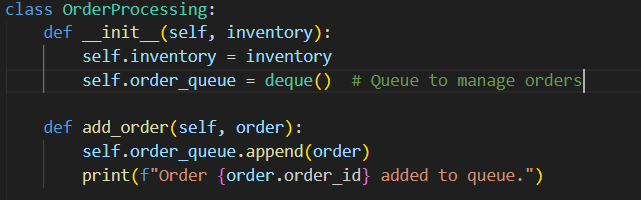 class OrderProcessing:
    def __init__(self, inventory):
        self.inventory = inventory
        self.order_queue = deque()  # Queue to manage orders

    def add_order(self, order):
        self.order_queue.append(order)
        print(f"Order {order.order_id} added to queue.")